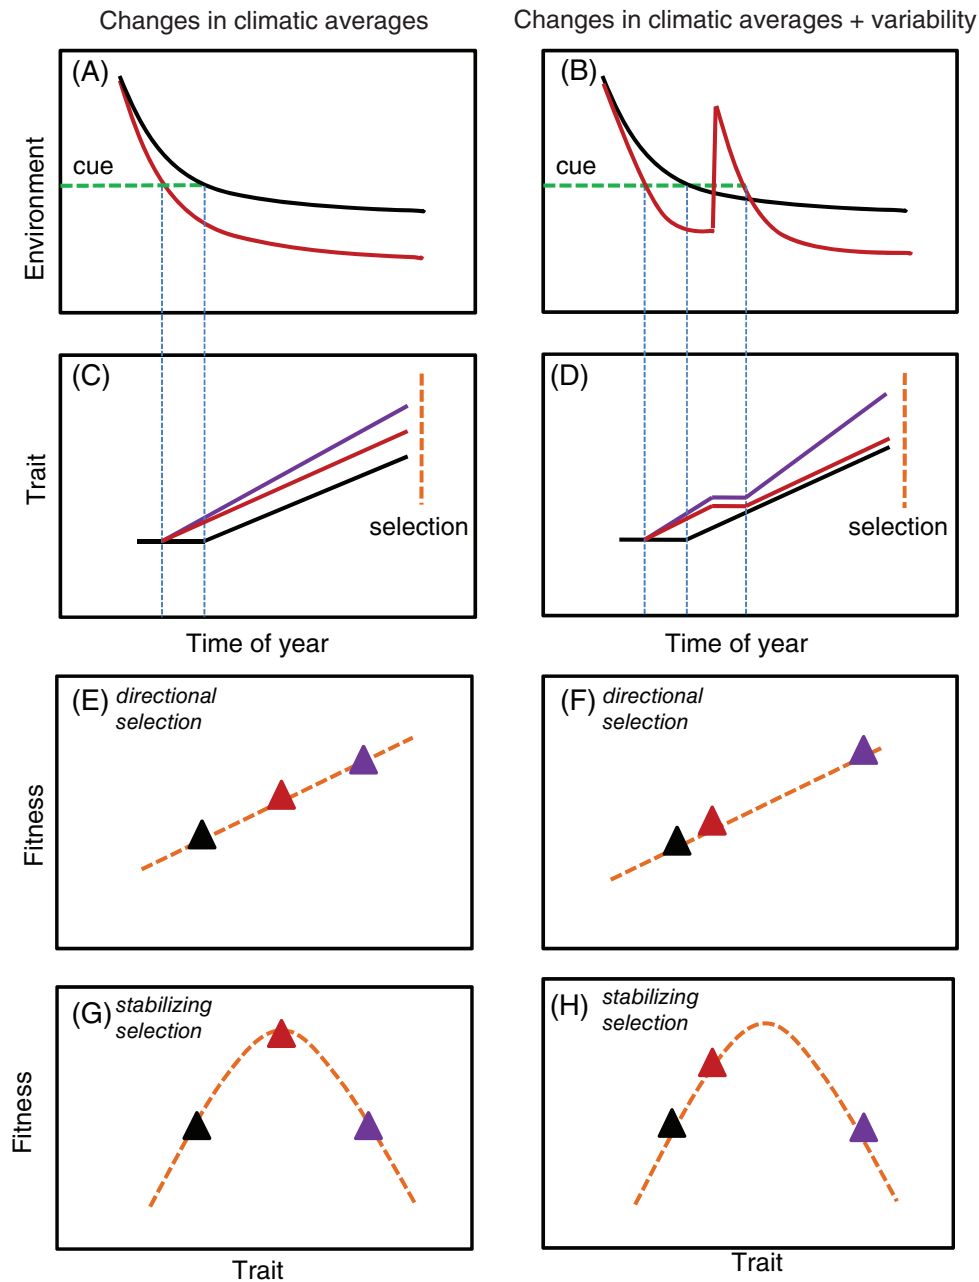 Changes in climatic averages
Changes in climatic averages + variability
(A)
(B)
Environment
cue
cue
(C)
(D)
Trait
selection
selection
Time of year
Time of year
(E) directional
selection
(F) directional
selection
Fitness
(G) stabilizing
selection
(H) stabilizing
selection
Fitness
Trait
Trait